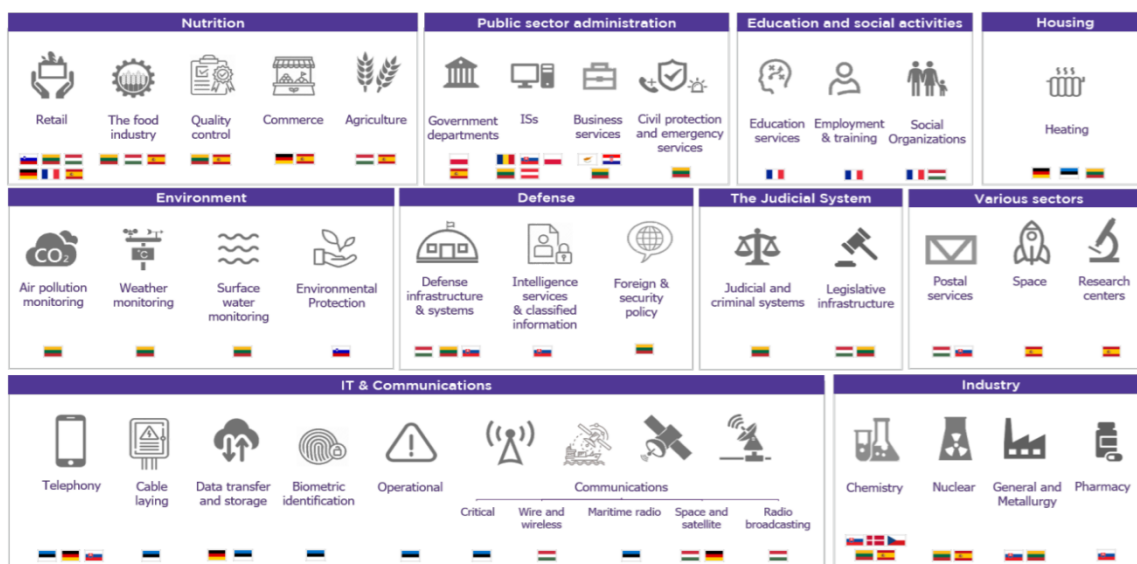 Nutrition
Public sector administration
Education and social activities
Housing
Retail
The food
industry
Quality
control
Commerce
Agriculture
Government
departments
ISs
Business
services
Civil protection
and emergency
services
Education
services
Employment
& training
Social
Organizations
Heating
Environment
Defense
The Judicial System
Various sectors
CO₂
Air pollution
monitoring
C
Weather
monitoring
Surface
water
monitoring
Environmental
Protection
Defense
infrastructure
& systems
Intelligence
services
& classified
information
Foreign &
security
policy
Judicial and
criminal systems
Legislative
infrastructure
Postal
services
Space
Research
centers
IT & Communications
Industry
Telephony
Cable
laying
Data transfer
and storage
Biometric
identification
Operational
Communications
Critical
Wire and
wireless
Maritime radio
Space and
satellite
Radio
broadcasting
Chemistry
Nuclear
General and
Metallurgy
Pharmacy